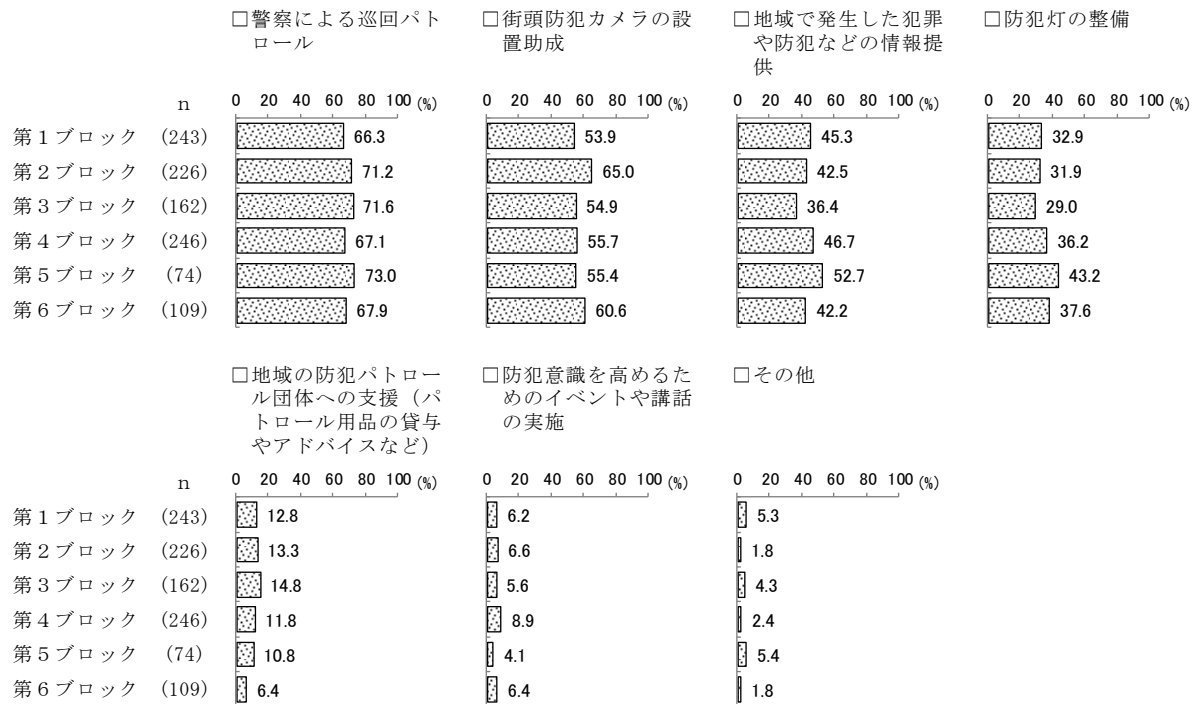 □警察による巡回パト
ロール
□街頭防犯カメラの設
置助成
□地域で発生した犯罪
や防犯などの情報提
供
□防犯灯の整備
n
0 20 40 60 80 100 (%)
0 20 40 60 80 100 (%)
0 20 40 60 80 100 (%)
0 20 40 60 80 100 (%)
第1ブロック (243) 66.3 53.9 45.3 32.9
第2ブロック (226) 71.2 65.0 42.5 31.9
第3ブロック (162) 71.6 54.9 36.4 29.0
第4ブロック (246) 67.1 55.7 46.7 36.2
第5ブロック (74) 73.0 55.4 52.7 43.2
第6ブロック (109) 67.9 60.6 42.2 37.6
□地域の防犯パトロー
ル団体への支援（パ
トロール用品の貸与
やアドバイスなど）
□防犯意識を高めるた
めのイベントや講話
の実施
□その他
n
0 20 40 60 80 100 (%)
0 20 40 60 80 100 (%)
0 20 40 60 80 100 (%)
第1ブロック (243) 12.8 6.2 5.3
第2ブロック (226) 13.3 6.6 1.8
第3ブロック (162) 14.8 5.6 4.3
第4ブロック (246) 11.8 8.9 2.4
第5ブロック (74) 10.8 4.1 5.4
第6ブロック (109) 6.4 6.4 1.8